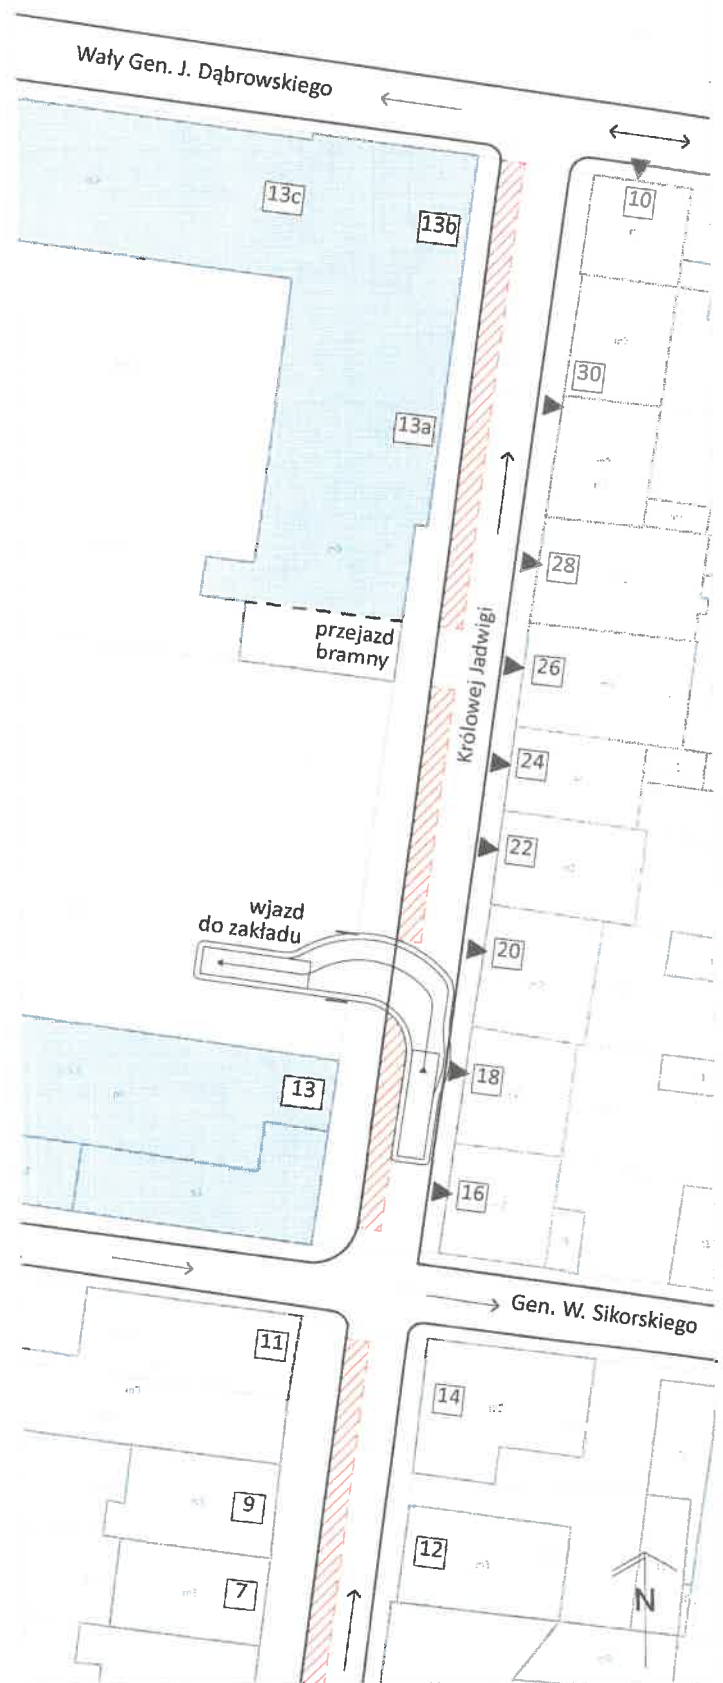 Wały Gen. J. Dąbrowskiego
13c
13b
10
30
13a
28
przejazd
bramny
Królowej Jadwigi
26
24
22
wjazd
do zakładu
20
18
13
16
Gen. W. Sikorskiego
11
14
9
12
7
N